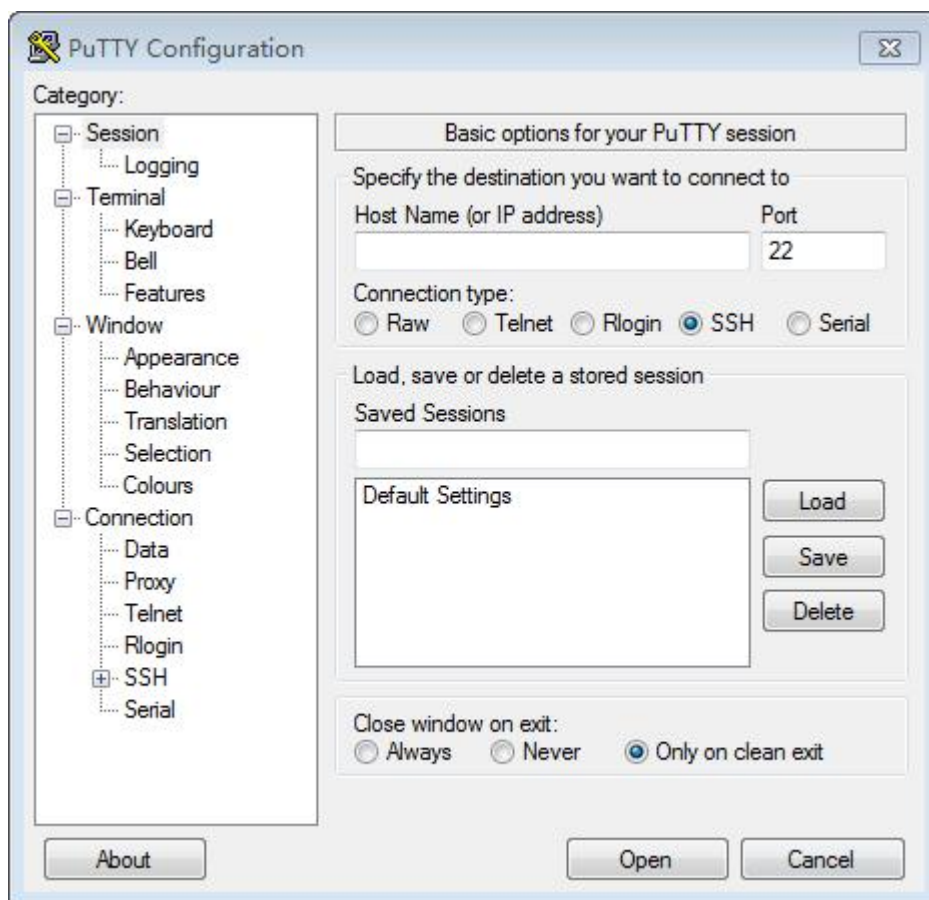 PuTTY Configuration
Category:
Session
Logging
Terminal
Keyboard
Bell
Features
Window
Appearance
Behaviour
Translation
Selection
Colours
Connection
Data
Proxy
Telnet
Rlogin
SSH
Serial
Basic options for your PuTTY session
Specify the destination you want to connect to
Host Name (or IP address) Port
22
Connection type:
Raw Telnet Rlogin SSH Serial
Load, save or delete a stored session
Saved Sessions
Default Settings
Load
Save
Delete
Close window on exit:
Always Never Only on clean exit
About Open Cancel